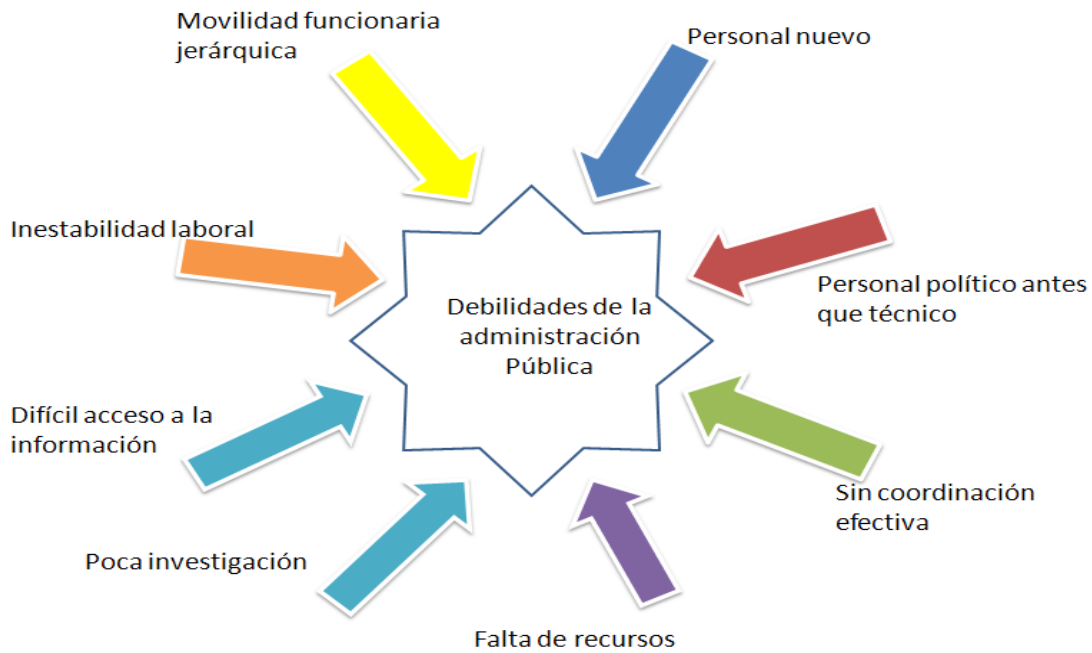 Movilidad funcionaria
jerárquica
Personal nuevo
Inestabilidad laboral
Personal político antes
que técnico
Debilidades de la
administración
Pública
Difícil acceso a la
información
Sin coordinación
efectiva
Poca investigación
Falta de recursos